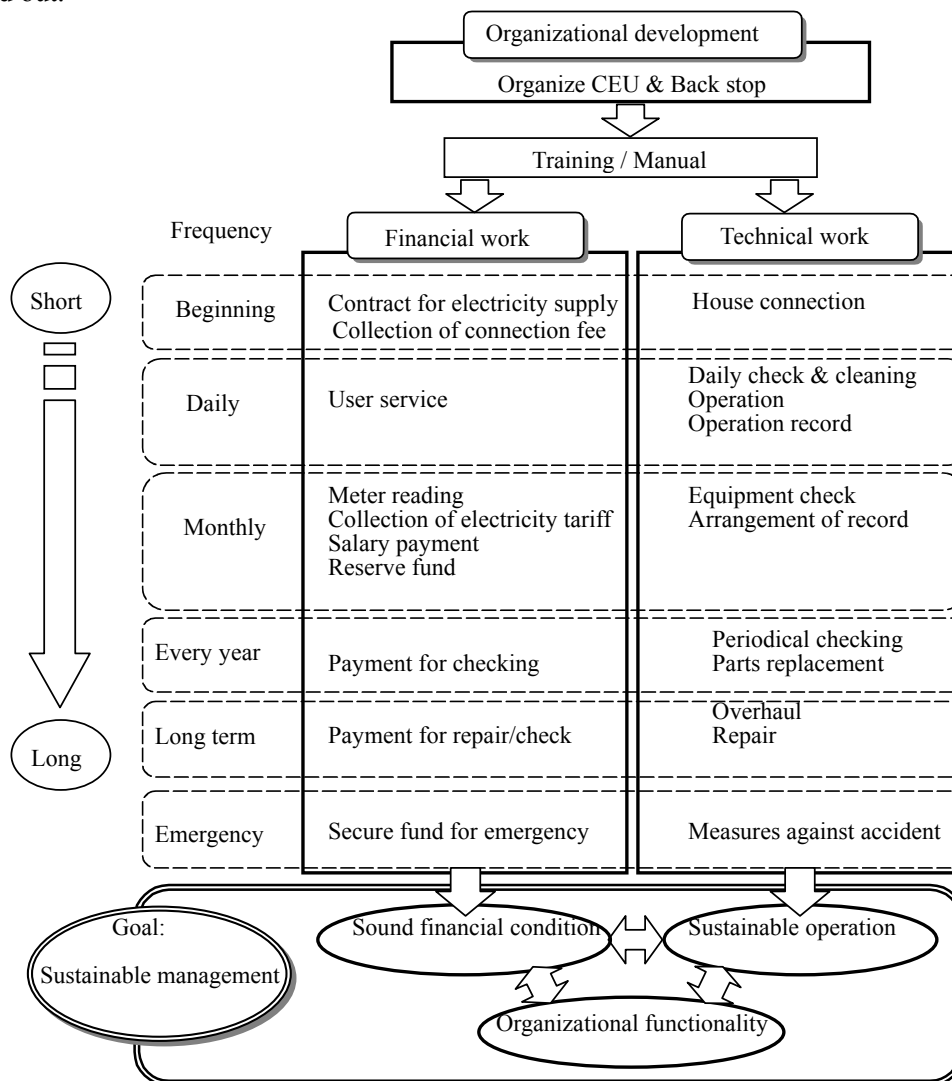 Organizational development
Organize CEU & Back stop
Training / Manual
Frequency
Financial work
Technical work
Short
Beginning
Contract for electricity supply
Collection of connection fee
House connection
Daily
User service
Daily check & cleaning
Operation
Operation record
Monthly
Meter reading
Collection of electricity tariff
Salary payment
Reserve fund
Equipment check
Arrangement of record
Every year
Payment for checking
Periodical checking
Parts replacement
Long
Long term
Payment for repair/check
Overhaul
Repair
Emergency
Secure fund for emergency
Measures against accident
Goal:
Sustainable management
Sound financial condition
Sustainable operation
Organizational functionality